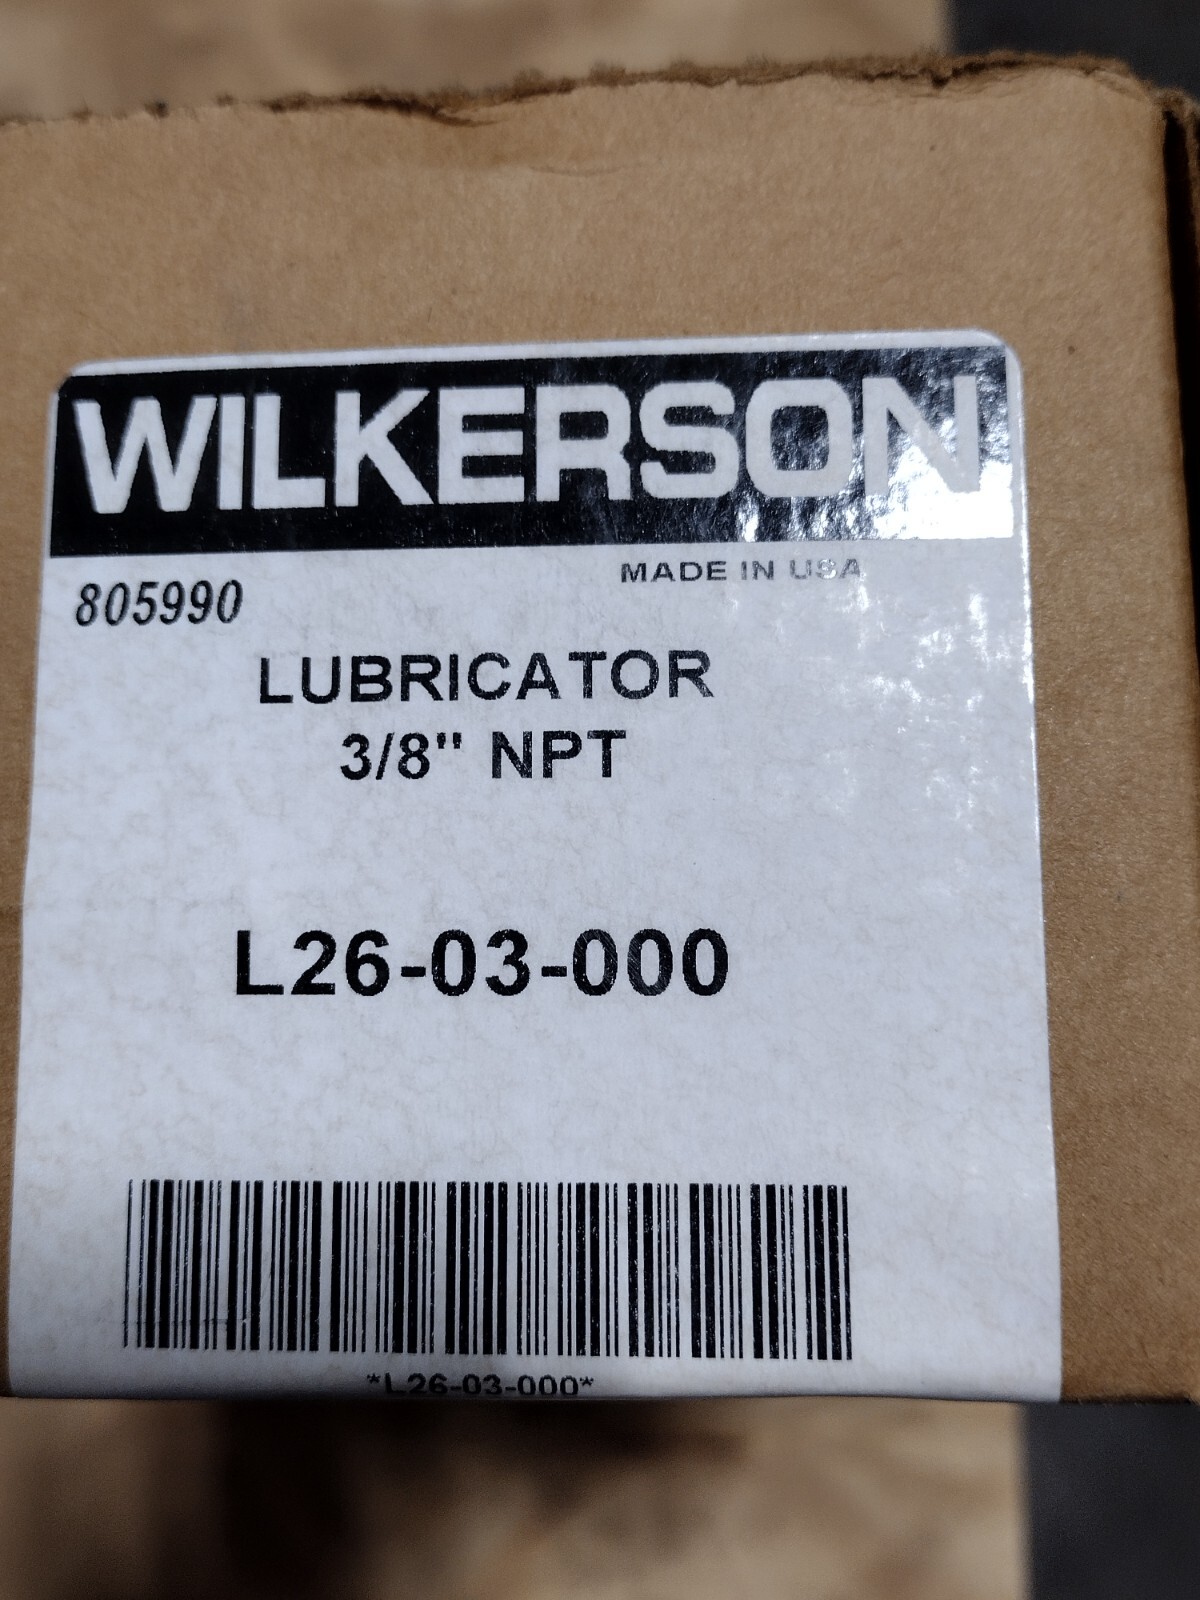 WILKERSON
MADE IN USA
805990
LUBRICATOR
3/8" NPT
L26-03-000
*L26-03-000*